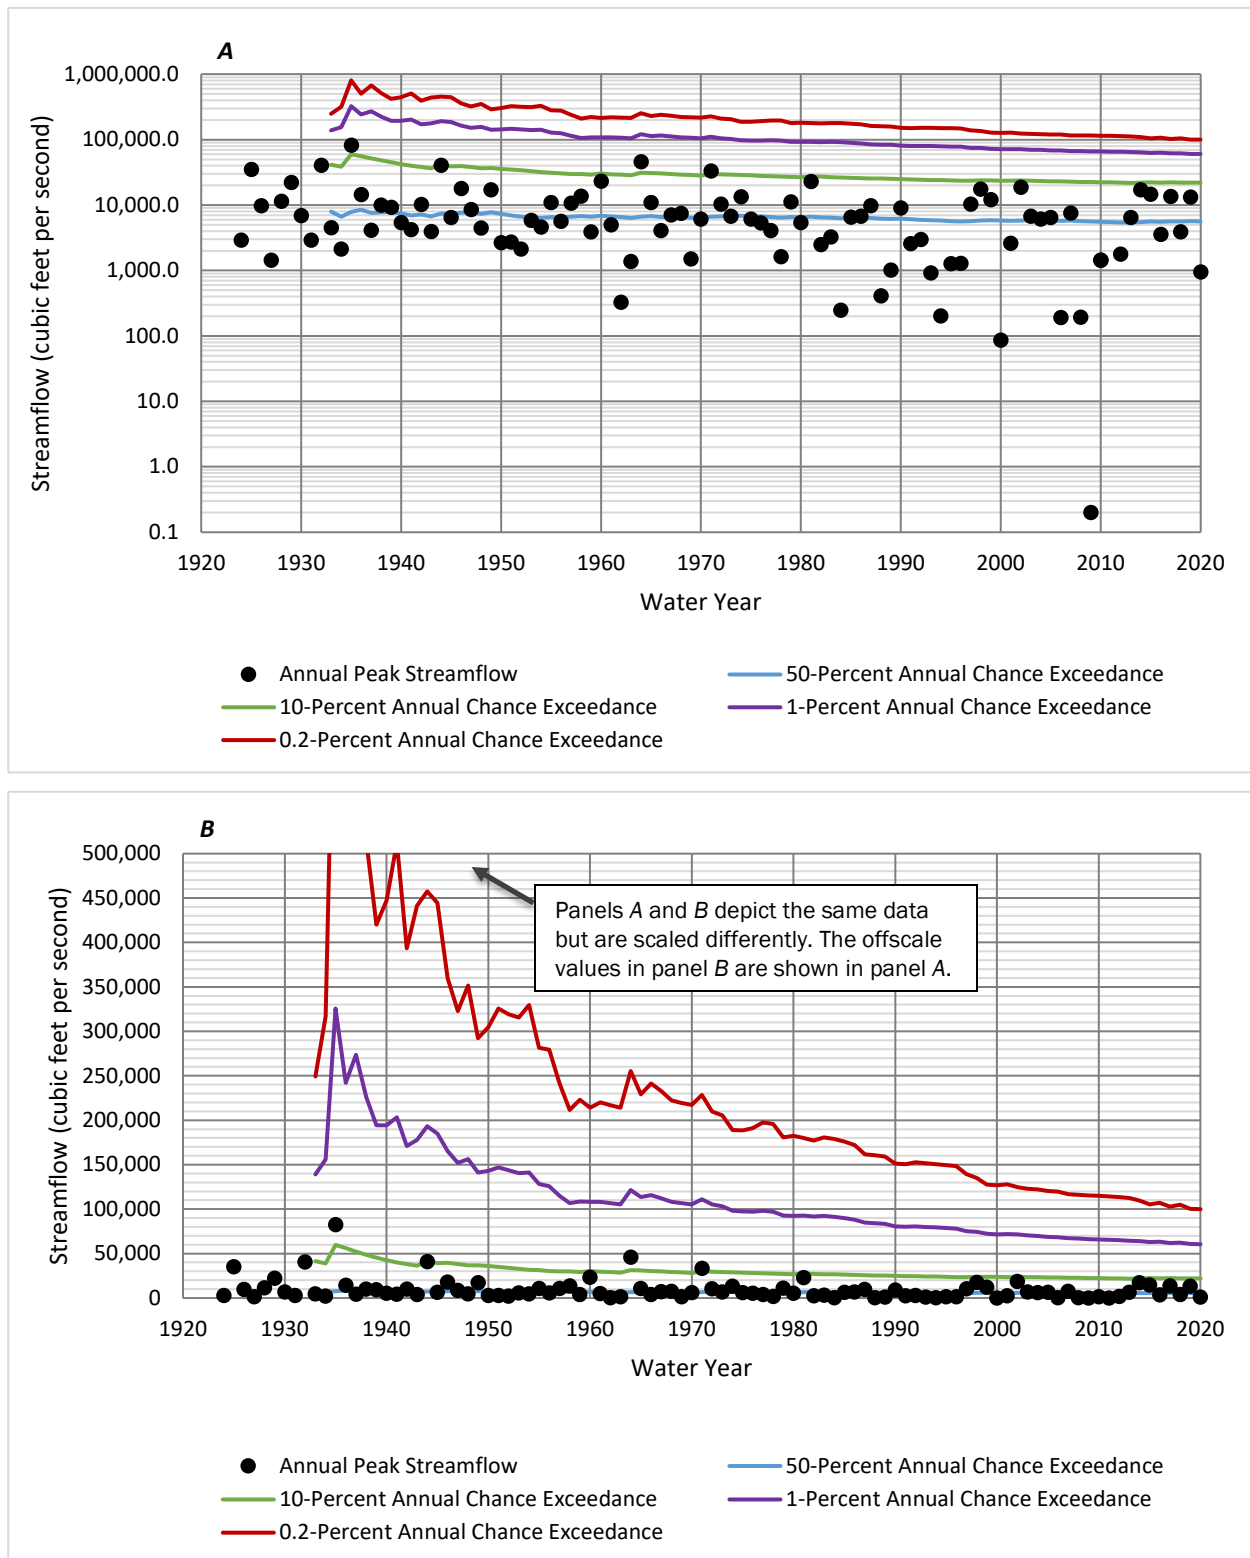 A
Streamflow (cubic feet per second)
1,000,000.0
100,000.0
10,000.0
1,000.0
100.0
10.0
1.0
0.1
1920 1930 1940 1950 1960 1970 1980 1990 2000 2010 2020
Water Year
Annual Peak Streamflow
50-Percent Annual Chance Exceedance
10-Percent Annual Chance Exceedance
1-Percent Annual Chance Exceedance
0.2-Percent Annual Chance Exceedance
B
Streamflow (cubic feet per second)
500,000
450,000
400,000
350,000
300,000
250,000
200,000
150,000
100,000
50,000
0
Panels A and B depict the same data
but are scaled differently. The offscale
values in panel B are shown in panel A.
1920 1930 1940 1950 1960 1970 1980 1990 2000 2010 2020
Water Year
Annual Peak Streamflow
50-Percent Annual Chance Exceedance
10-Percent Annual Chance Exceedance
1-Percent Annual Chance Exceedance
0.2-Percent Annual Chance Exceedance